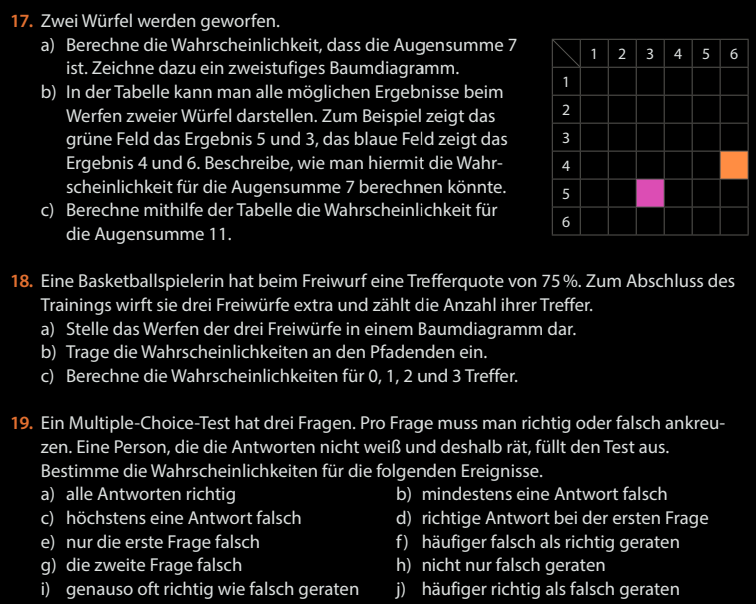 17. Zwei Würfel werden geworfen.
a) Berechne die Wahrscheinlichkeit, dass die Augensumme 7
ist. Zeichne dazu ein zweistufiges Baumdiagramm.
b) In der Tabelle kann man alle möglichen Ergebnisse beim
Werfen zweier Würfel darstellen. Zum Beispiel zeigt das
grüne Feld das Ergebnis 5 und 3, das blaue Feld zeigt das
Ergebnis 4 und 6. Beschreibe, wie man hiermit die Wahr-
scheinlichkeit für die Augensumme 7 berechnen könnte.
c) Berechne mithilfe der Tabelle die Wahrscheinlichkeit für
die Augensumme 11.
1 2 3 4 5 6
1
2
3
4
5
6
18. Eine Basketballspielerin hat beim Freiwurf eine Trefferquote von 75 %. Zum Abschluss des
Trainings wirft sie drei Freiwürfe extra und zählt die Anzahl ihrer Treffer.
a) Stelle das Werfen der drei Freiwürfe in einem Baumdiagramm dar.
b) Trage die Wahrscheinlichkeiten an den Pfadenden ein.
c) Berechne die Wahrscheinlichkeiten für 0, 1, 2 und 3 Treffer.
19. Ein Multiple-Choice-Test hat drei Fragen. Pro Frage muss man richtig oder falsch ankreu-
zen. Eine Person, die die Antworten nicht weiß und deshalb rät, füllt den Test aus.
Bestimme die Wahrscheinlichkeiten für die folgenden Ereignisse.
a) alle Antworten richtig b) mindestens eine Antwort falsch
c) höchstens eine Antwort falsch d) richtige Antwort bei der ersten Frage
e) nur die erste Frage falsch f) häufiger falsch als richtig geraten
g) die zweite Frage falsch h) nicht nur falsch geraten
i) genauso oft richtig wie falsch geraten j) häufiger richtig als falsch geraten